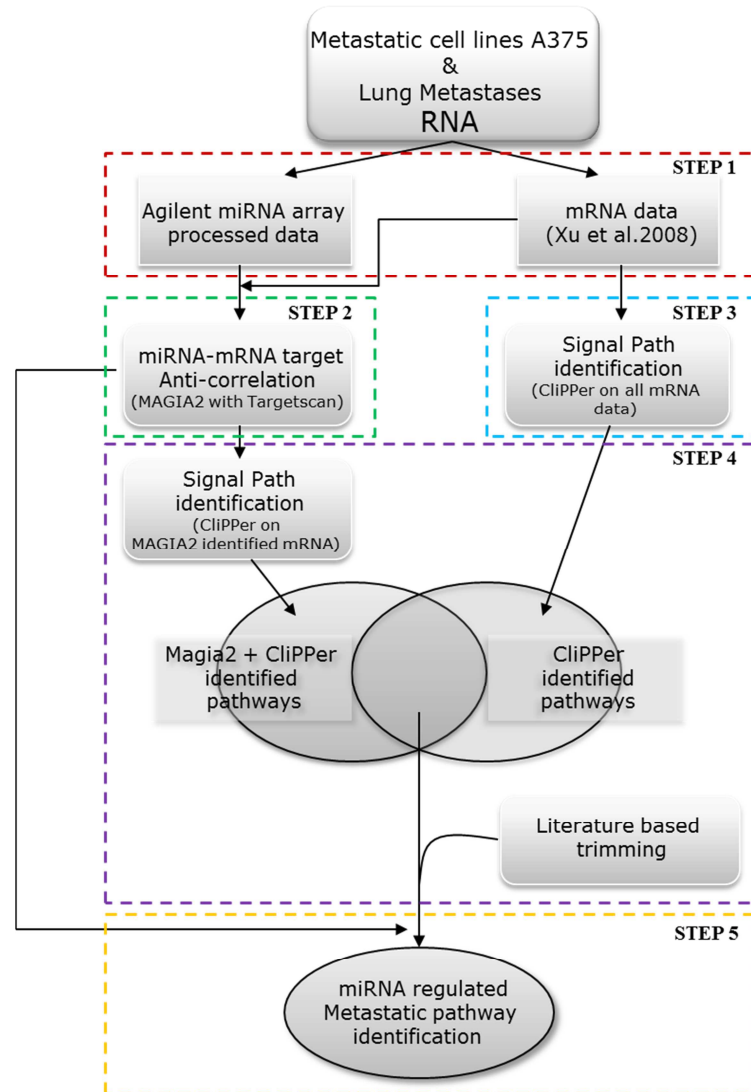 Metastatic cell lines A375
&
Lung Metastases
RNA
STEP 1
Agilent miRNA array
processed data
mRNA data
(Xu et al.2008)
STEP 2
miRNA-mRNA target
Anti-correlation
(MAGIA2 with Targetscan)
STEP 3
Signal Path
identification
(CliPPer on all mRNA
data)
STEP 4
Signal Path
identification
(CliPPer on
MAGIA2 identified mRNA)
Magia2 + CliPPer
identified
pathways
CliPPer
identified
pathways
Literature based
trimming
STEP 5
miRNA regulated
Metastatic pathway
identification